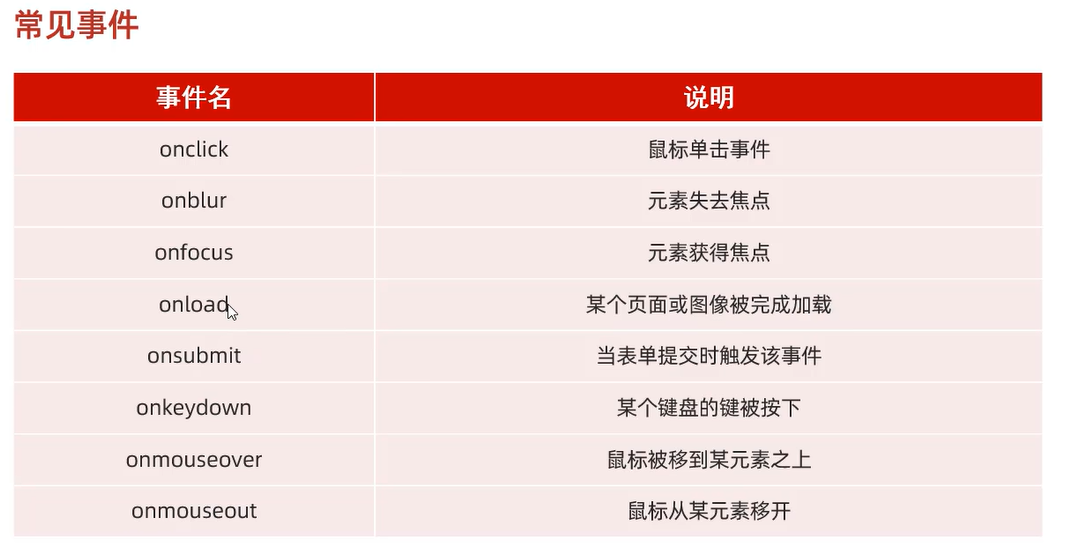 常见事件
事件名 说明
onclick 鼠标单击事件
onblur 元素失去焦点
onfocus 元素获得焦点
onload 某个页面或图像被完成加载
onsubmit 当表单提交时触发该事件
onkeydown 某个键盘的键被按下
onmouseover 鼠标被移到某元素之上
onmouseout 鼠标从某元素移开